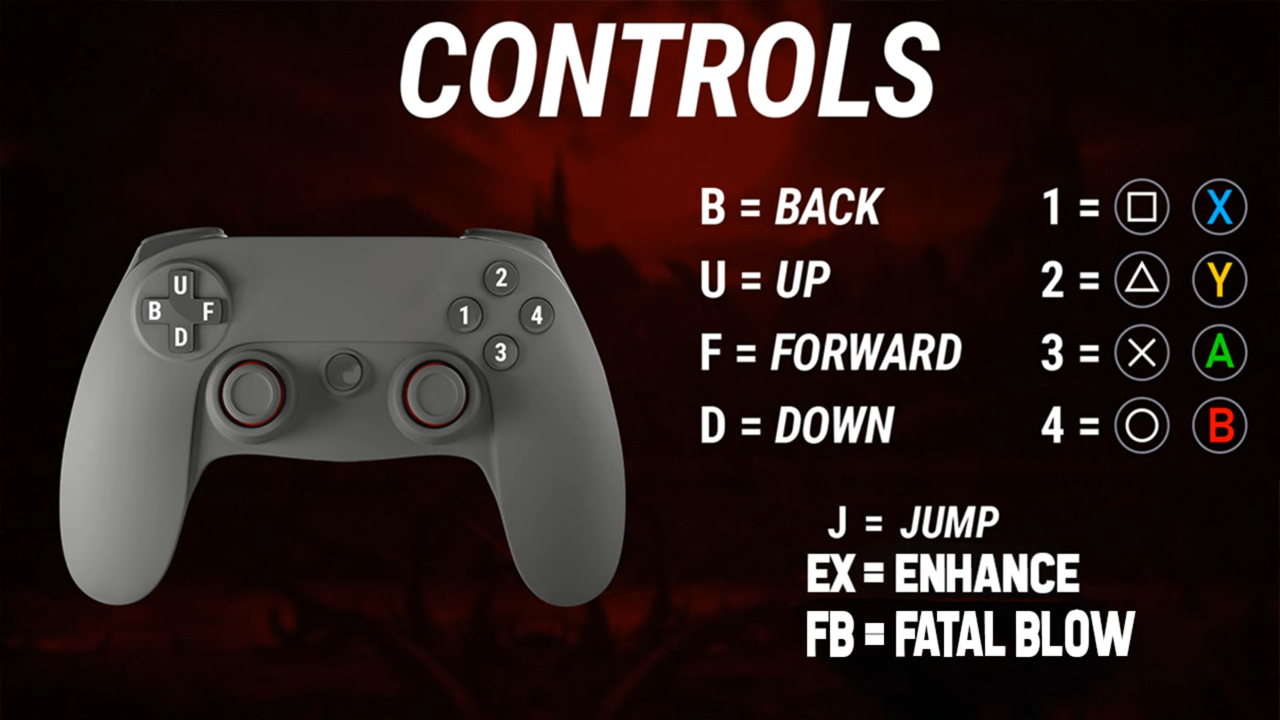 CONTROLS
B = BACK 1 = X
U = UP 2 = Y
F = FORWARD 3 = A
D = DOWN 4 = B
J = JUMP
EX = ENHANCE
FB = FATAL BLOW
U
B F
D
2
1 4
3